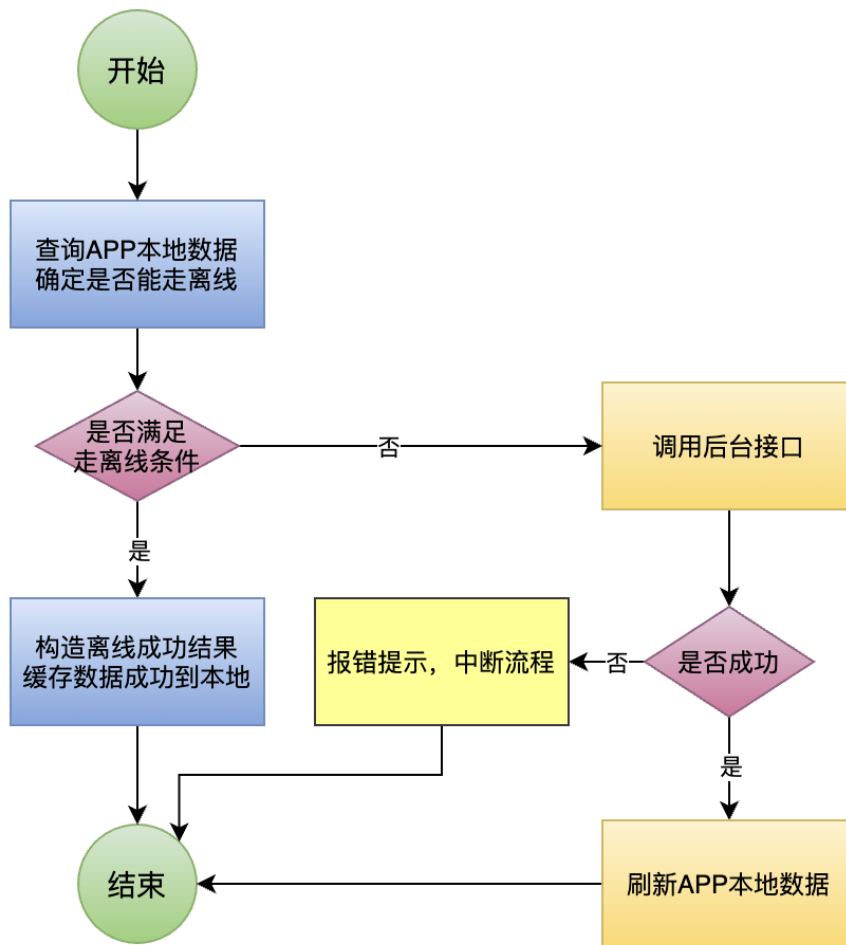 开始
查询APP本地数据
确定是否能走离线
是否满足
走离线条件
否
调用后台接口
是
构造离线成功结果
缓存数据成功到本地
报错提示，中断流程
否
是否成功
是
结束
刷新APP本地数据